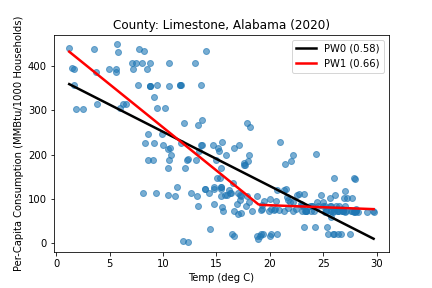 County: Limestone, Alabama (2020)
PW0 (0.58)
PW1 (0.66)
Per-Capita Consumption (MMBtu/1000 Households)
400
300
200
100
0
0 5 10 15 20 25 30
Temp (deg C)